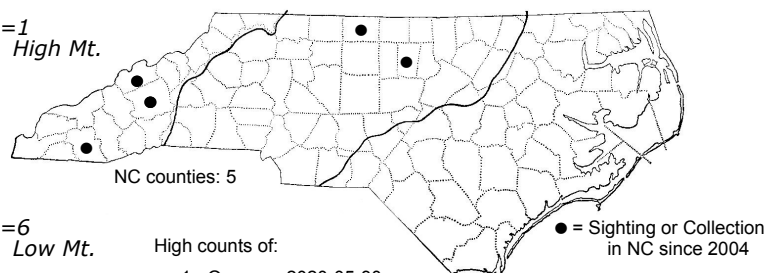 =1
High Mt.
NC counties: 5
● = Sighting or Collection
in NC since 2004
=6
Low Mt.
High counts of: